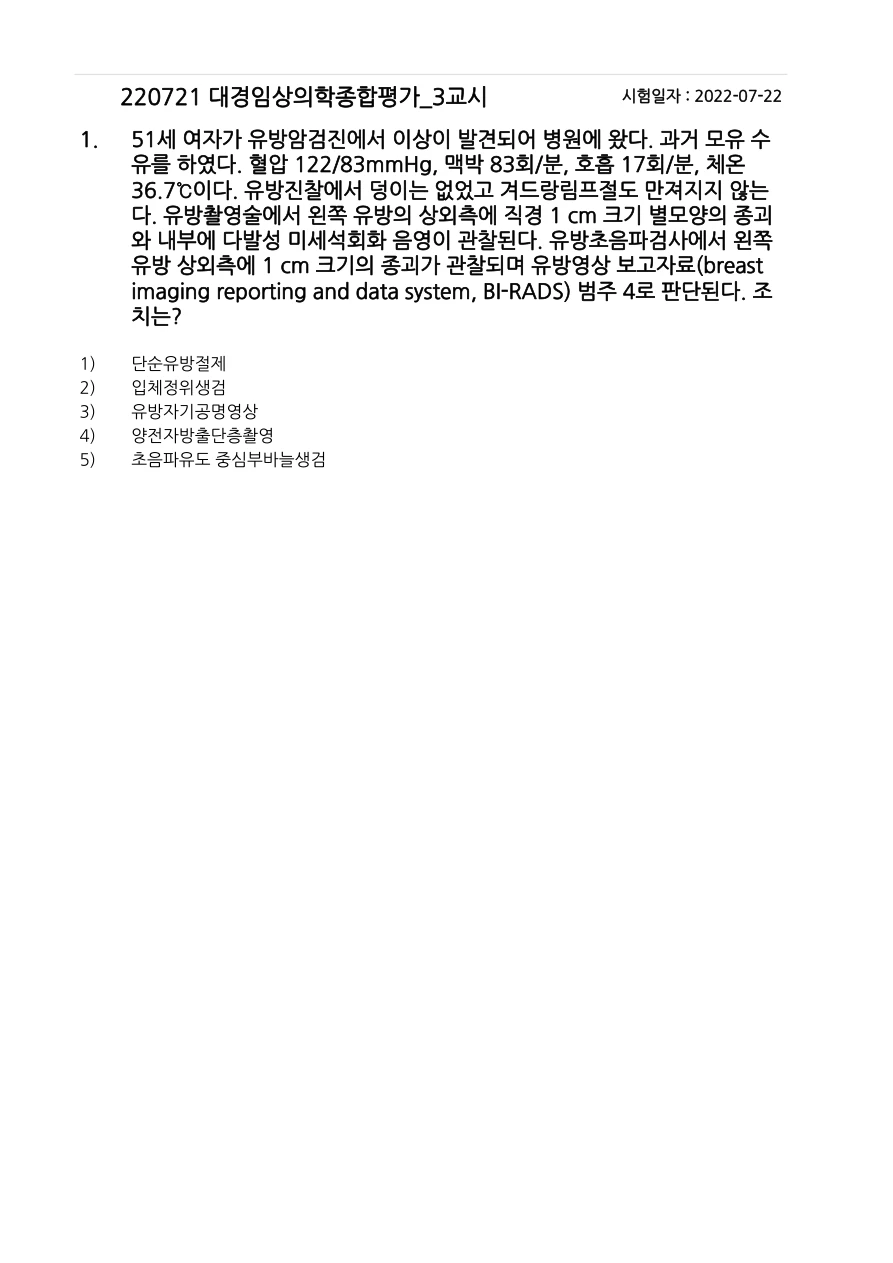 220721 대경임상의학종합평가_3교시 시험일자 : 2022-07-22
1. 51세 여자가 유방암검진에서 이상이 발견되어 병원에 왔다. 과거 모유 수
유를 하였다. 혈압 122/83mmHg, 맥박 83회/분, 호흡 17회/분, 체온
36.7℃이다. 유방진찰에서 덩이는 없었고 겨드랑림프절도 만져지지 않는
다. 유방촬영술에서 왼쪽 유방의 상외측에 직경 1 cm 크기 별모양의 종괴
와 내부에 다발성 미세석회화 음영이 관찰된다. 유방초음파검사에서 왼쪽
유방 상외측에 1 cm 크기의 종괴가 관찰되며 유방영상 보고자료(breast
imaging reporting and data system, BI-RADS) 범주 4로 판단된다. 조
치는?
1) 단순유방절제
2) 입체정위생검
3) 유방자기공명영상
4) 양전자방출단층촬영
5) 초음파유도 중심부바늘생검